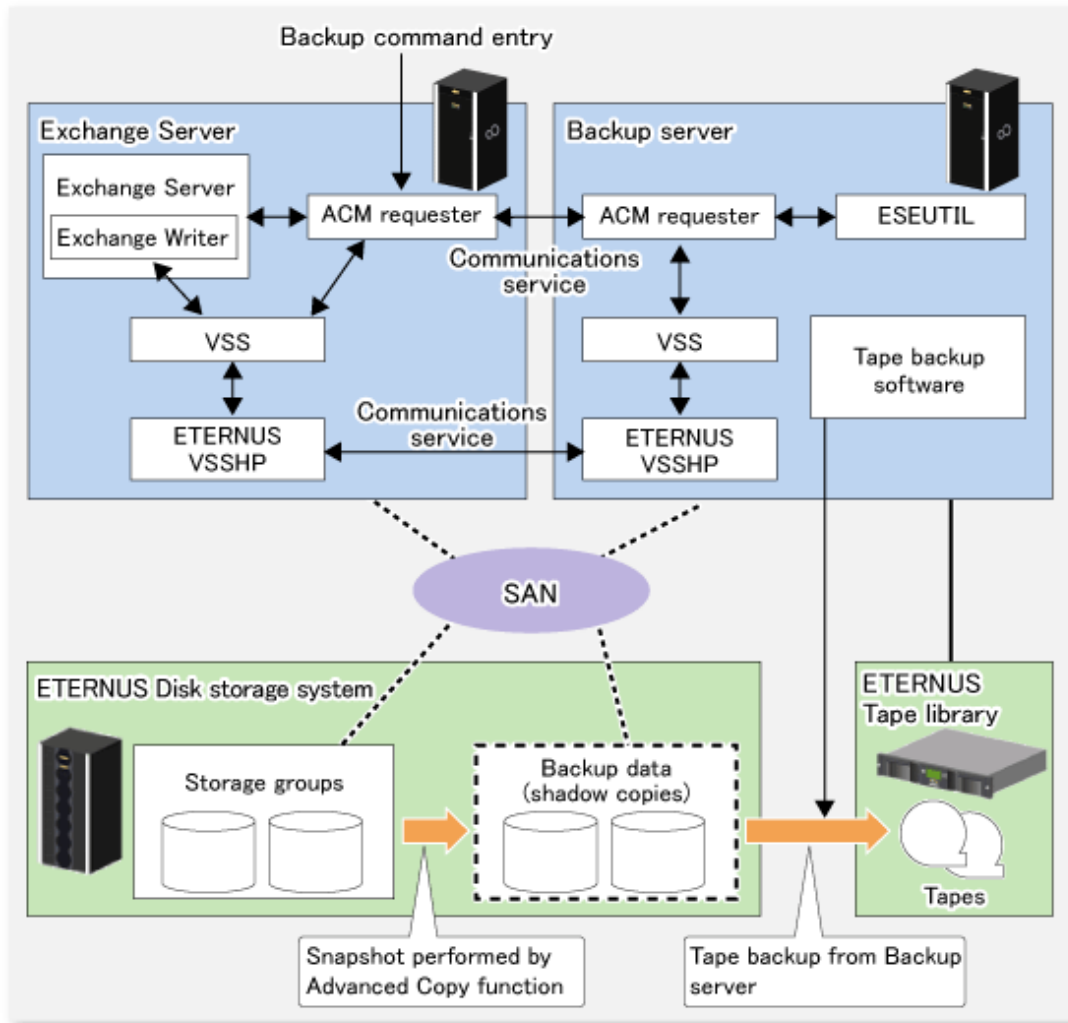 Backup command entry
Exchange Server
Exchange Server
Exchange Writer
ACM requester
VSS
ETERNUS
VSSHP
Communications
service
Communications
service
Backup server
ACM requester
ESEUTIL
VSS
ETERNUS
VSSHP
Tape backup
software
SAN
ETERNUS Disk storage system
Storage groups
Backup data
(shadow copies)
ETERNUS
Tape library
Tapes
Snapshot performed by
Advanced Copy function
Tape backup from Backup
server